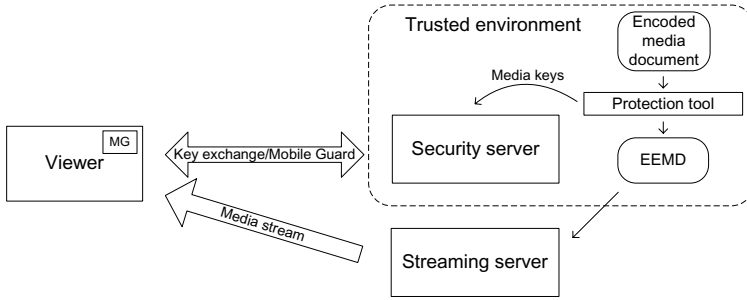 Trusted environment
Encoded
media
document
Media keys
Protection tool
MG
Viewer
Key exchange/Mobile Guard
Security server
EEMD
Media stream
Streaming server